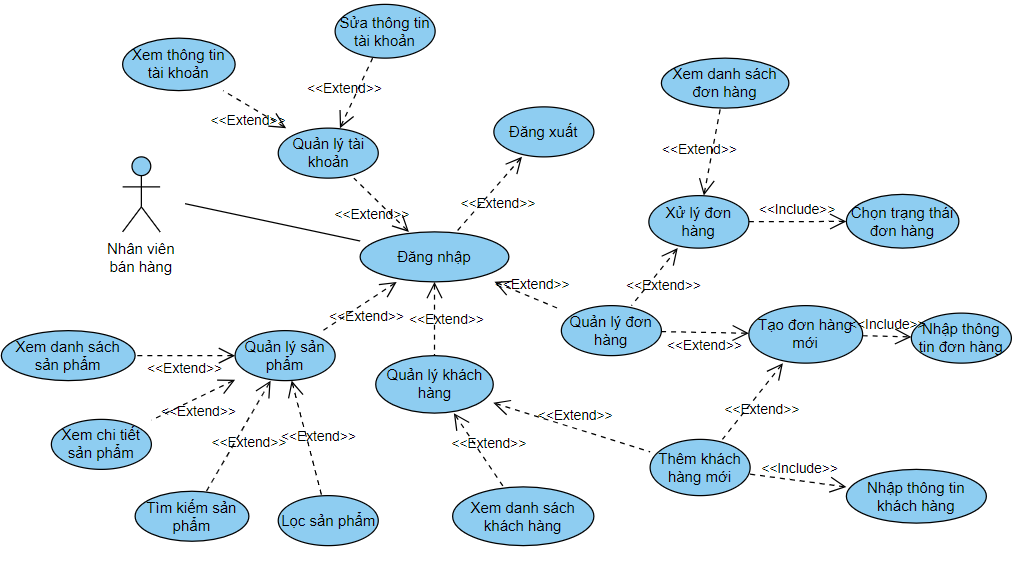 Sửa thông tin
tài khoản
Xem thông tin
tài khoản
<<Extend>>
<<Extend>>
Xem danh sách
đơn hàng
Đăng xuất
Quản lý tài
khoản
<<Extend>>
<<Extend>>
<<Extend>>
Xử lý đơn
hàng
<<Include>>
Chọn trạng thái
đơn hàng
Nhân viên
bán hàng
Đăng nhập
<<Extend>>
<<Extend>>
<<Extend>>
<<Extend>>
Quản lý đơn
hàng
<<Extend>>
Tạo đơn hàng
mới
<<Include>>
Nhập thông
tin đơn hàng
Xem danh sách
sản phẩm
<<Extend>>
Quản lý sản
phẩm
Quản lý khách
hàng
<<Extend>>
<<Extend>>
<<Extend>>
Xem chi tiết
sản phẩm
<<Extend>>
<<Extend>>
<<Extend>>
Thêm khách
hàng mới
<<Include>>
Nhập thông tin
khách hàng
Tìm kiếm sản
phẩm
Lọc sản phẩm
Xem danh sách
khách hàng